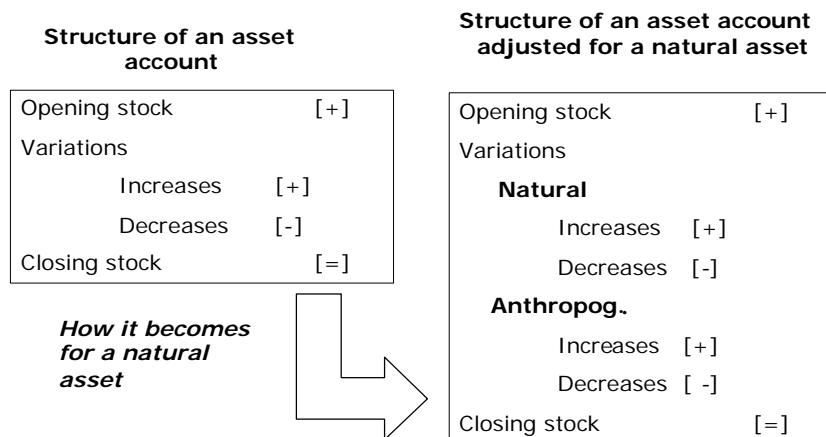 Structure of an asset
account
Opening stock [+]
Variations
Increases [+]
Decreases [-]
Closing stock [=]
How it becomes
for a natural
asset
Structure of an asset account
adjusted for a natural asset
Opening stock [+]
Variations
Natural
Increases [+]
Decreases [-]
Anthropog..
Increases [+]
Decreases [ -]
Closing stock [=]